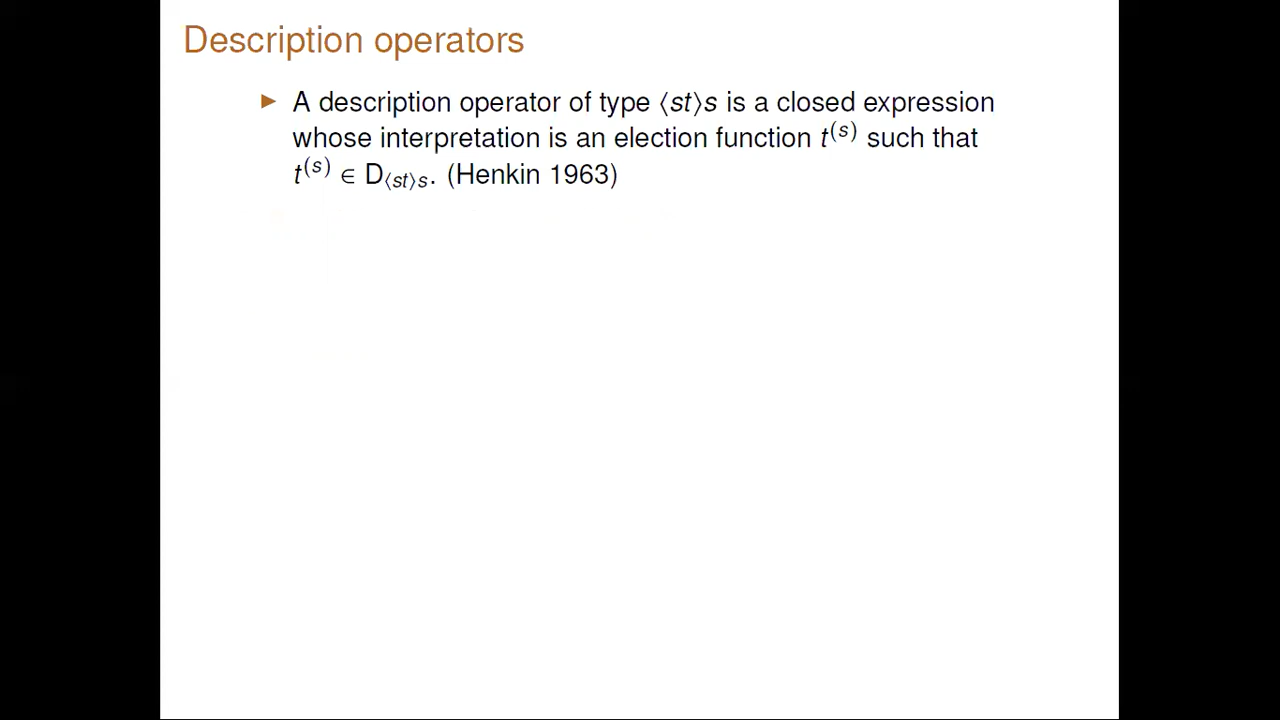 Description operators
▶ A description operator of type ⟨st⟩s is a closed expression
whose interpretation is an election function t⁽ˢ⁾ such that
t⁽ˢ⁾ ∈ D⟨st⟩s. (Henkin 1963)